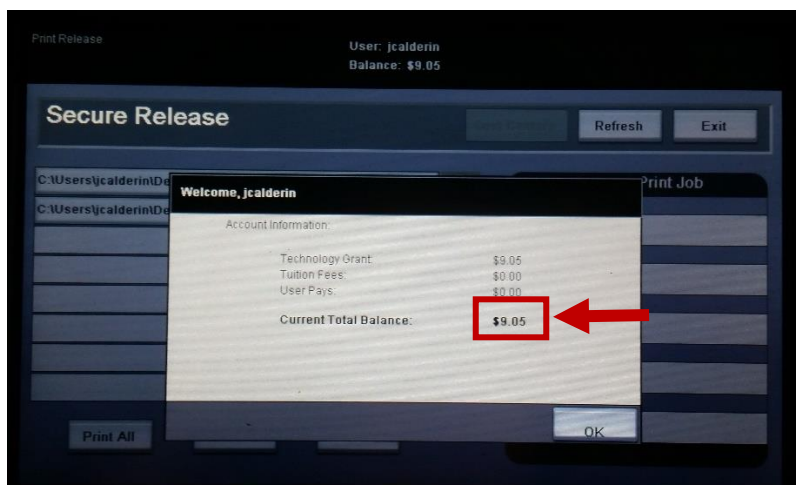 Print Release
User: jcalderin
Balance: $9.05
Secure Release
Refresh
Exit
C:\Users\jcalderin\De
Print Job
C:\Users\jcalderin\De
Welcome, jcalderin
Account Information:
Technology Grant: $9.05
Tuition Fees: $0.00
User Pays: $0.00
Current Total Balance: $9.05
OK
Print All